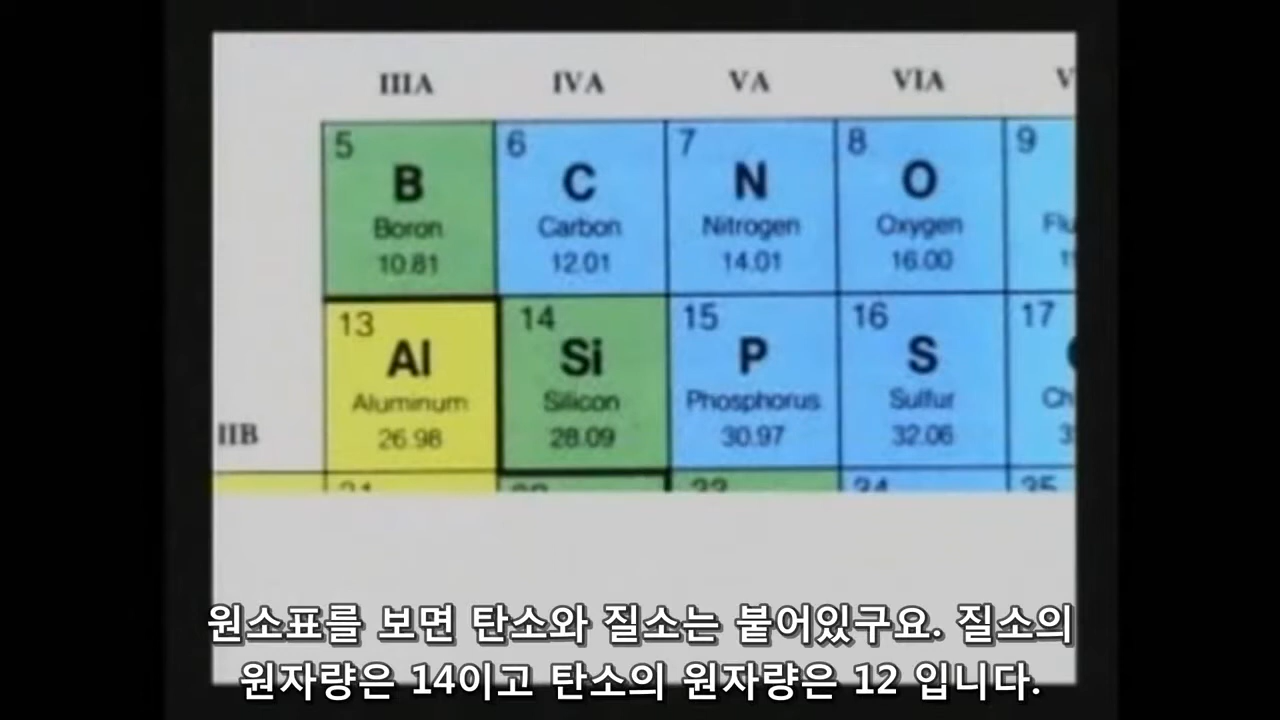 IIIA IVA VA VIA
5 6 7 8 9
B C N O
Boron Carbon Nitrogen Oxygen
10.81 12.01 14.01 16.00
13 14 15 16 17
Al Si P S
Aluminum Silicon Phosphorus Sulfur
26.98 28.09 30.97 32.06
IIB
원소표를 보면 탄소와 질소는 붙어있구요. 질소의
원자량은 14이고 탄소의 원자량은 12 입니다.